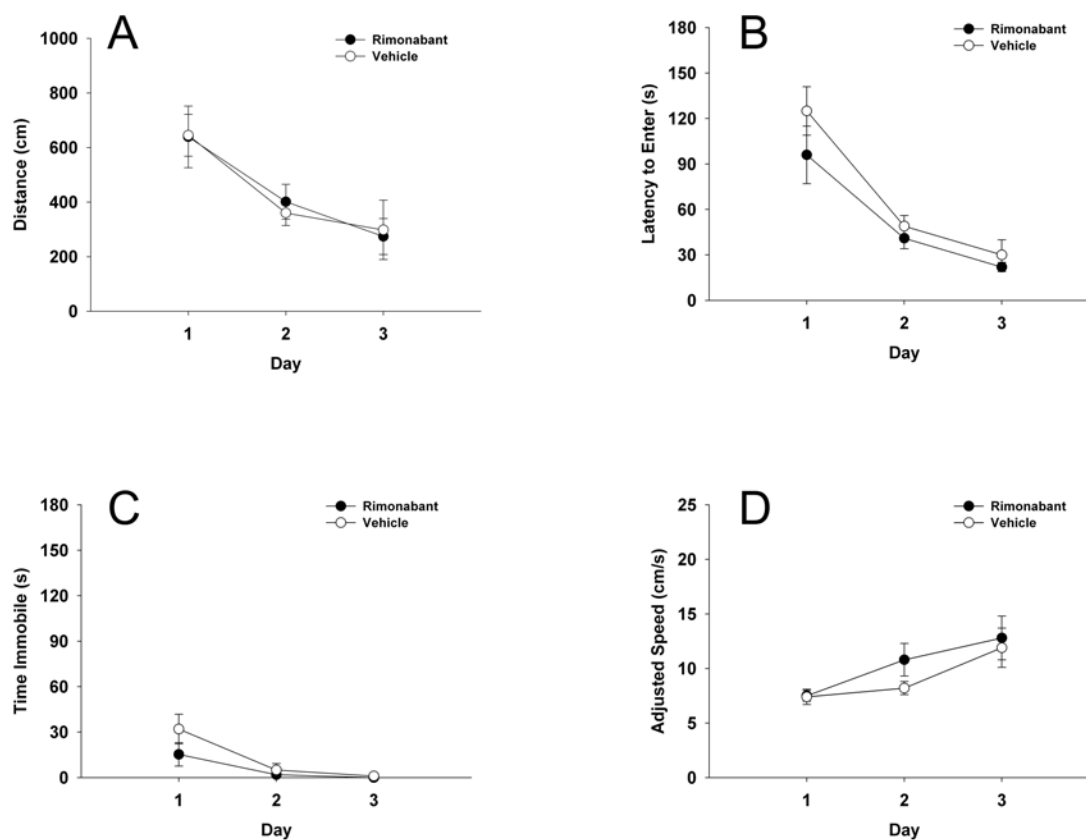 A
Rimonabant
Vehicle
Distance (cm)
1000
800
600
400
200
0
1 2 3
Day
B
Rimonabant
Vehicle
Latency to Enter (s)
180
150
120
90
60
30
0
1 2 3
Day
C
Rimonabant
Vehicle
Time Immobile (s)
180
150
120
90
60
30
0
1 2 3
Day
D
Rimonabant
Vehicle
Adjusted Speed (cm/s)
25
20
15
10
5
0
1 2 3
Day